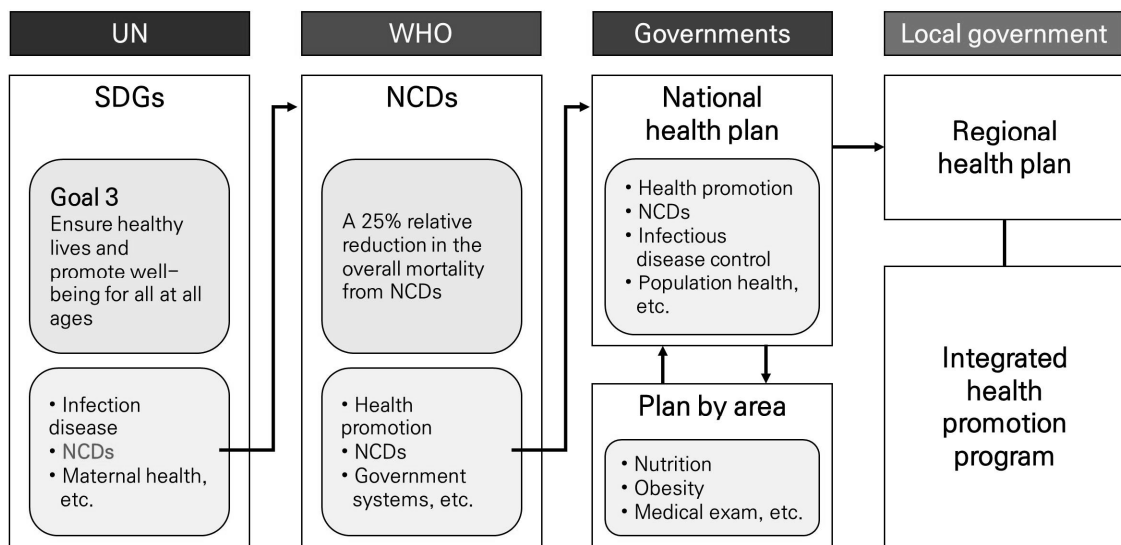 UN
SDGs
Goal 3
Ensure healthy
lives and
promote well-
being for all at all
ages
• Infection
disease
• NCDs
• Maternal health,
etc.
WHO
NCDs
A 25% relative
reduction in the
overall mortality
from NCDs
• Health
promotion
• NCDs
• Government
systems, etc.
Governments
National
health plan
• Health promotion
• NCDs
• Infectious
disease control
• Population health,
etc.
Plan by area
• Nutrition
• Obesity
• Medical exam, etc.
Local government
Regional
health plan
Integrated
health
promotion
program